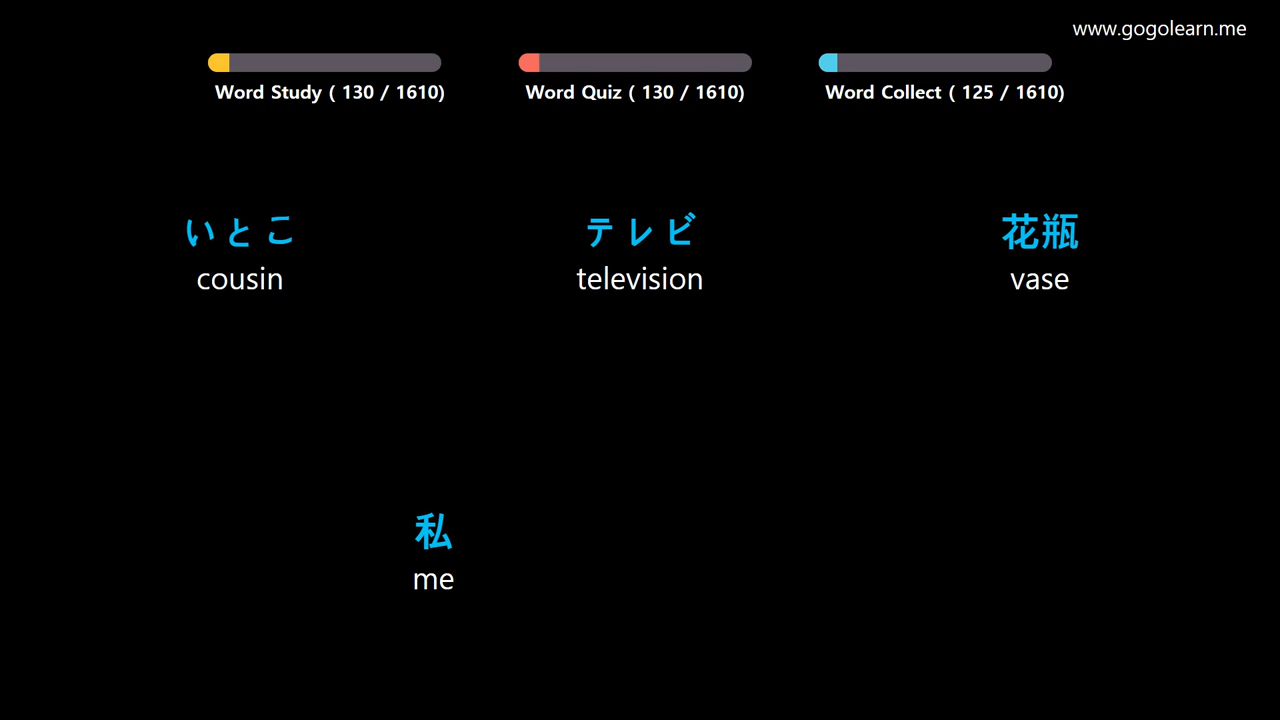 www.gogolearn.me
Word Study ( 130 / 1610)
Word Quiz ( 130 / 1610)
Word Collect ( 125 / 1610)
いとこ
テレビ
花瓶
cousin
television
vase
私
me